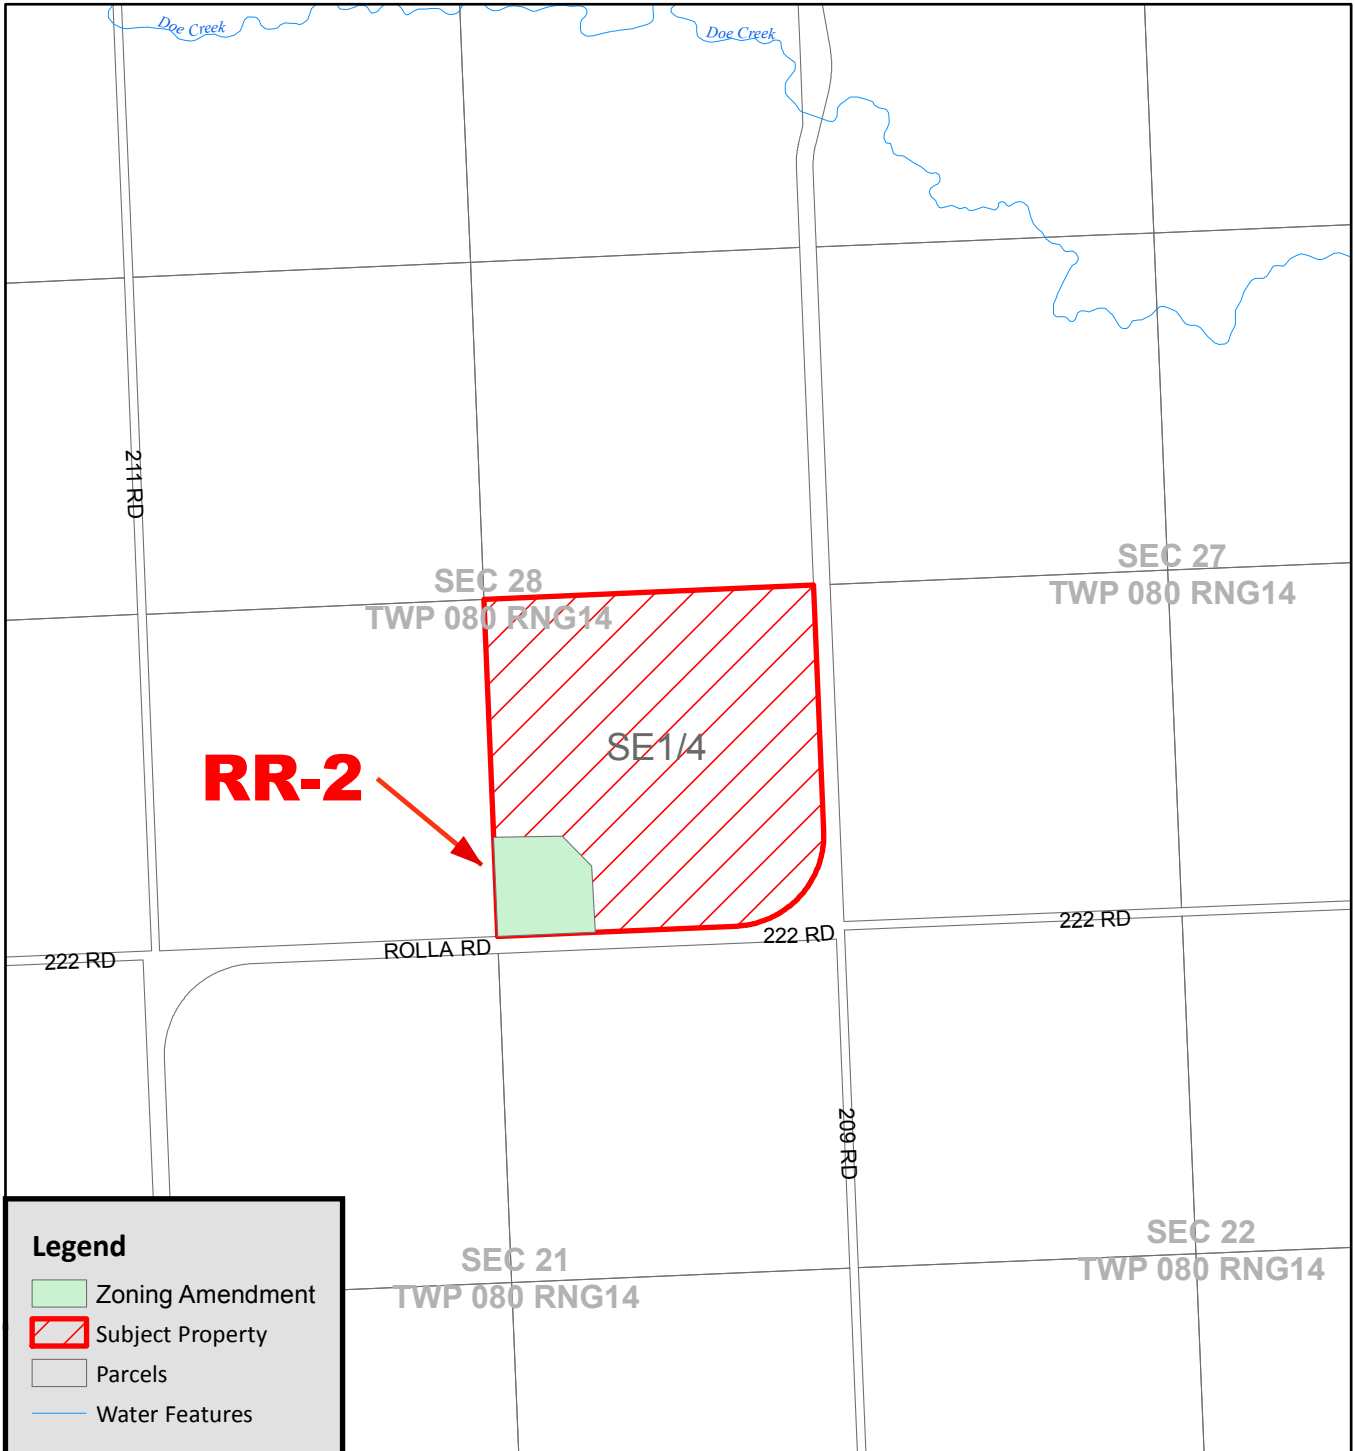 Doe Creek
Doe Creek
211 RD
SEC 28
TWP 080 RNG14
SEC 27
TWP 080 RNG14
SE1/4
RR-2
222 RD
ROLLA RD
222 RD
222 RD
209 RD
SEC 21
TWP 080 RNG14
SEC 22
TWP 080 RNG14
Legend
Zoning Amendment
Subject Property
Parcels
Water Features